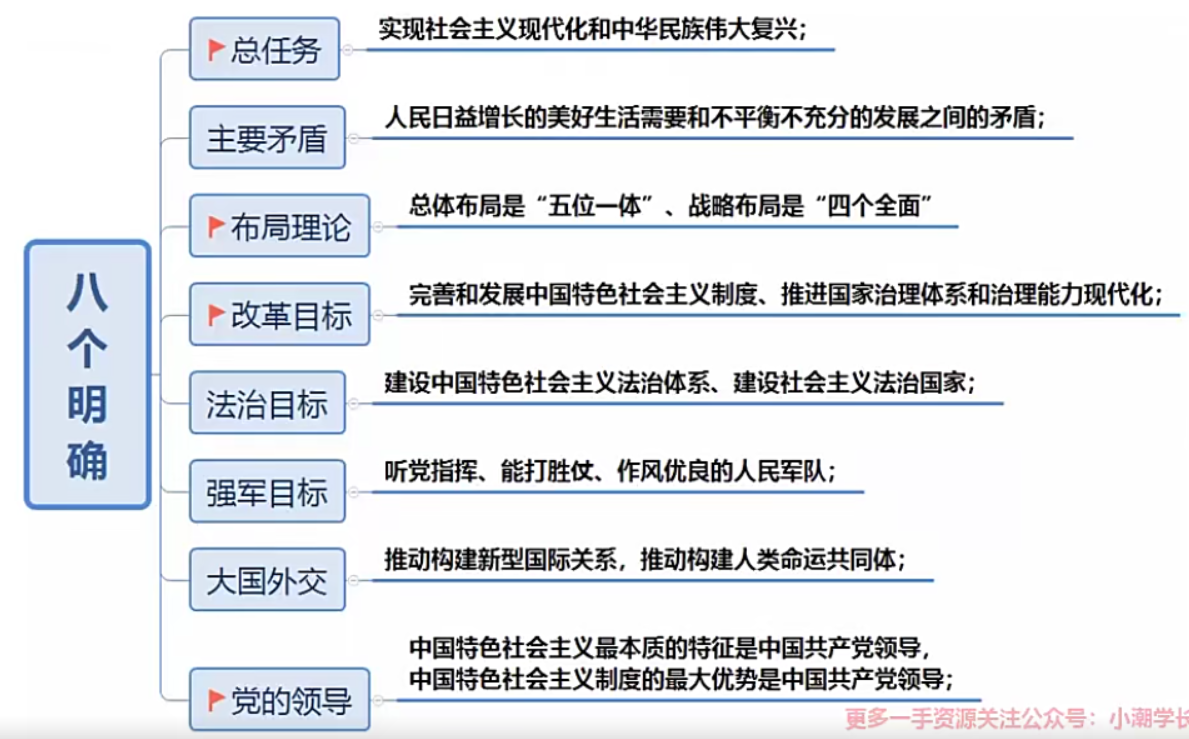 八个明确
总任务
实现社会主义现代化和中华民族伟大复兴；
主要矛盾
人民日益增长的美好生活需要和不平衡不充分的发展之间的矛盾；
布局理论
总体布局是“五位一体”、战略布局是“四个全面”
改革目标
完善和发展中国特色社会主义制度、推进国家治理体系和治理能力现代化；
法治目标
建设中国特色社会主义法治体系、建设社会主义法治国家；
强军目标
听党指挥、能打胜仗、作风优良的人民军队；
大国外交
推动构建新型国际关系，推动构建人类命运共同体；
党的领导
中国特色社会主义最本质的特征是中国共产党领导，
中国特色社会主义制度的最大优势是中国共产党领导；
更多一手资源关注公众号：小潮学长